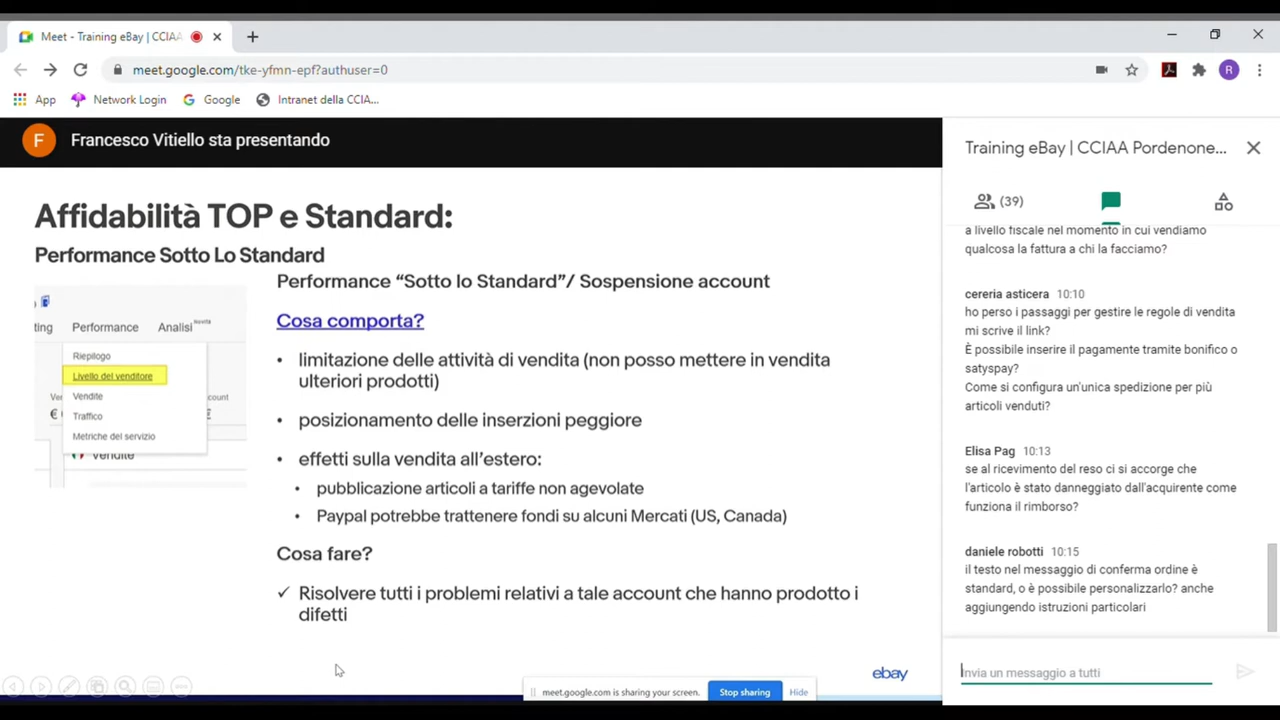 Meet - Training eBay | CCIAA
meet.google.com/tke-yfmn-epf?authuser=0
R
App
Network Login
Google
Intranet della CCIA...
F
Francesco Vitiello sta presentando
Affidabilità TOP e Standard:
Performance Sotto Lo Standard
ting
Performance
Analisi
Novità
Riepilogo
Livello del venditore
Vendite
Traffico
Metriche del servizio
count
€
Vendite
Performance “Sotto lo Standard”/ Sospensione account
Cosa comporta?
• limitazione delle attività di vendita (non posso mettere in vendita
ulteriori prodotti)
• posizionamento delle inserzioni peggiore
• effetti sulla vendita all’estero:
• pubblicazione articoli a tariffe non agevolate
• Paypal potrebbe trattenere fondi su alcuni Mercati (US, Canada)
Cosa fare?
✓ Risolvere tutti i problemi relativi a tale account che hanno prodotto i
difetti
ebay
meet.google.com is sharing your screen.
Stop sharing
Hide
Training eBay | CCIAA Pordenone...
(39)
a livello fiscale nel momento in cui vendiamo
qualcosa la fattura a chi la facciamo?
cereria asticera 10:10
ho perso i passaggi per gestire le regole di vendita
mi scrive il link?
È possibile inserire il pagamente tramite bonifico o
satyspay?
Come si configura un'unica spedizione per più
articoli venduti?
Elisa Pag 10:13
se al ricevimento del reso ci si accorge che
l'articolo è stato danneggiato dall'acquirente come
funziona il rimborso?
daniele robotti 10:15
il testo nel messaggio di conferma ordine è
standard, o è possibile personalizzarlo? anche
aggiungendo istruzioni particolari
Invia un messaggio a tutti